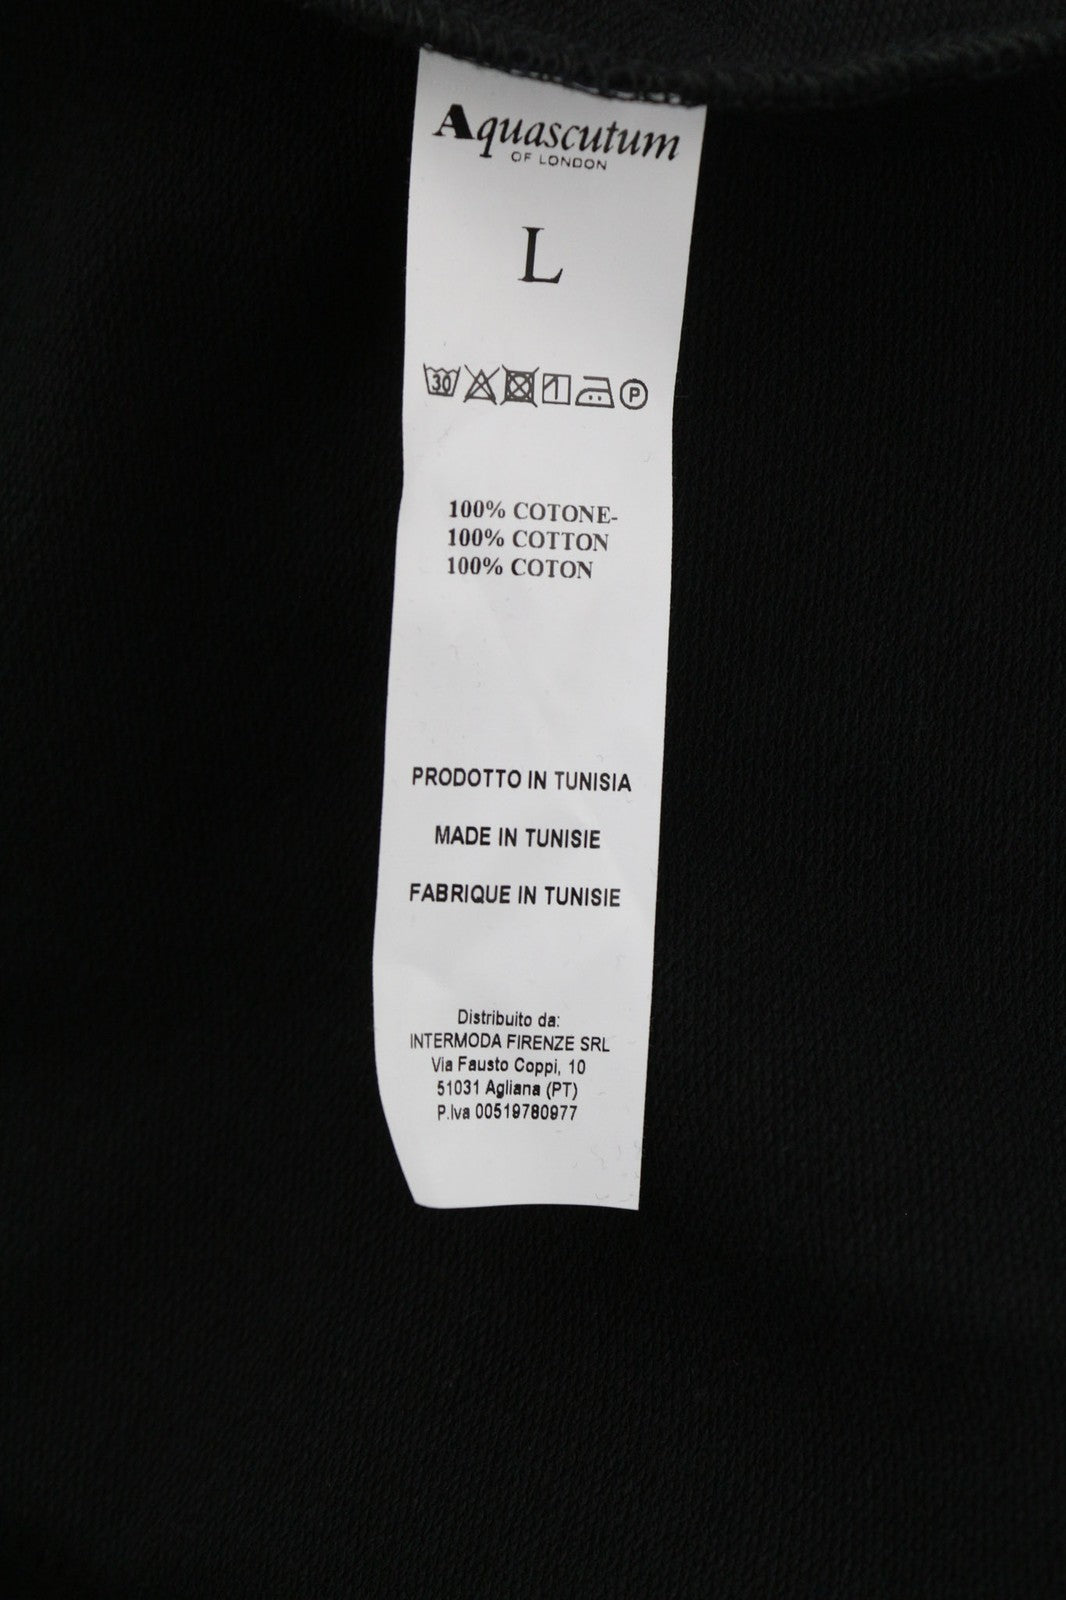 Aquascutum
OF LONDON
L
30 P
100% COTONE-
100% COTTON
100% COTON
PRODOTTO IN TUNISIA
MADE IN TUNISIE
FABRIQUE IN TUNISIE
Distribuito da:
INTERMODA FIRENZE SRL
Via Fausto Coppi, 10
51031 Agliana (PT)
P.Iva 00519780977